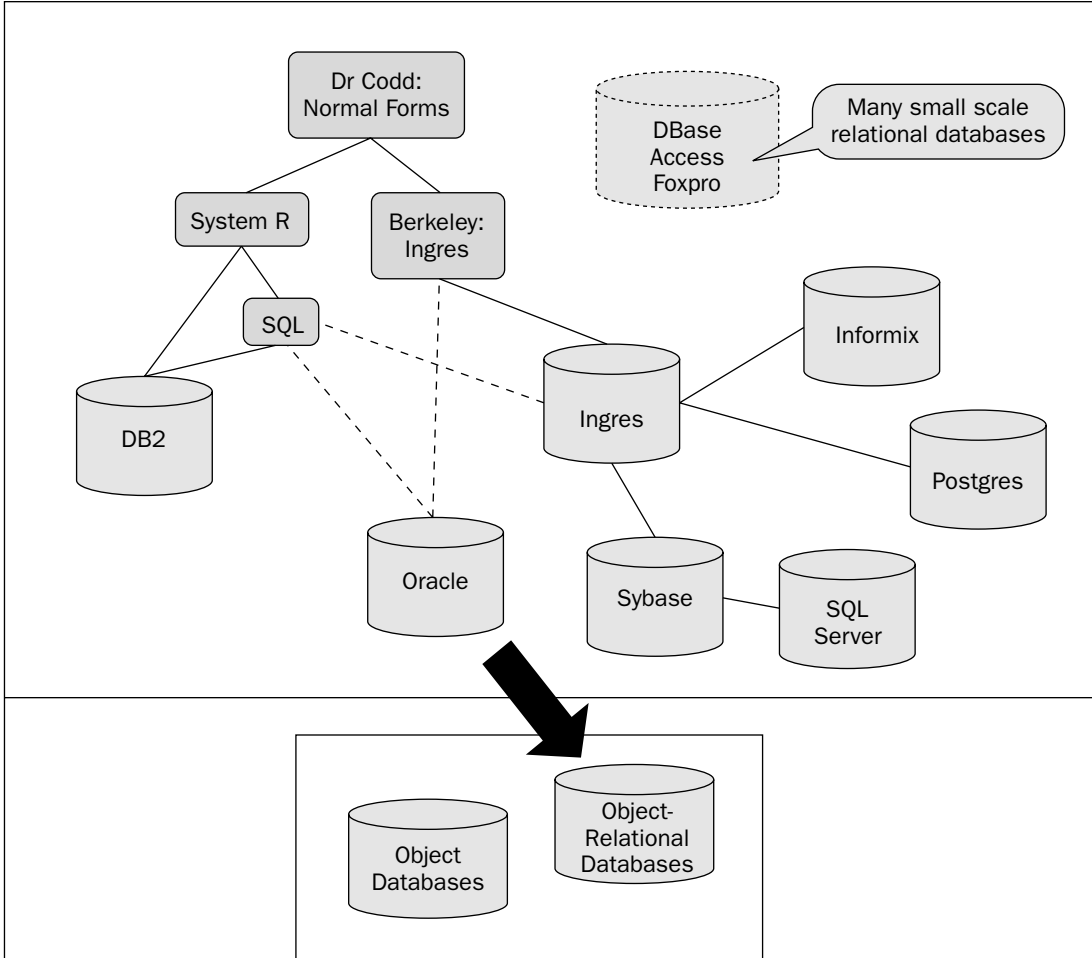 Dr Codd:
Normal Forms
DBase
Access
Foxpro
Many small scale
relational databases
System R
Berkeley:
Ingres
SQL
Informix
DB2
Ingres
Postgres
Oracle
Sybase
SQL
Server
Object-
Relational
Databases
Object
Databases